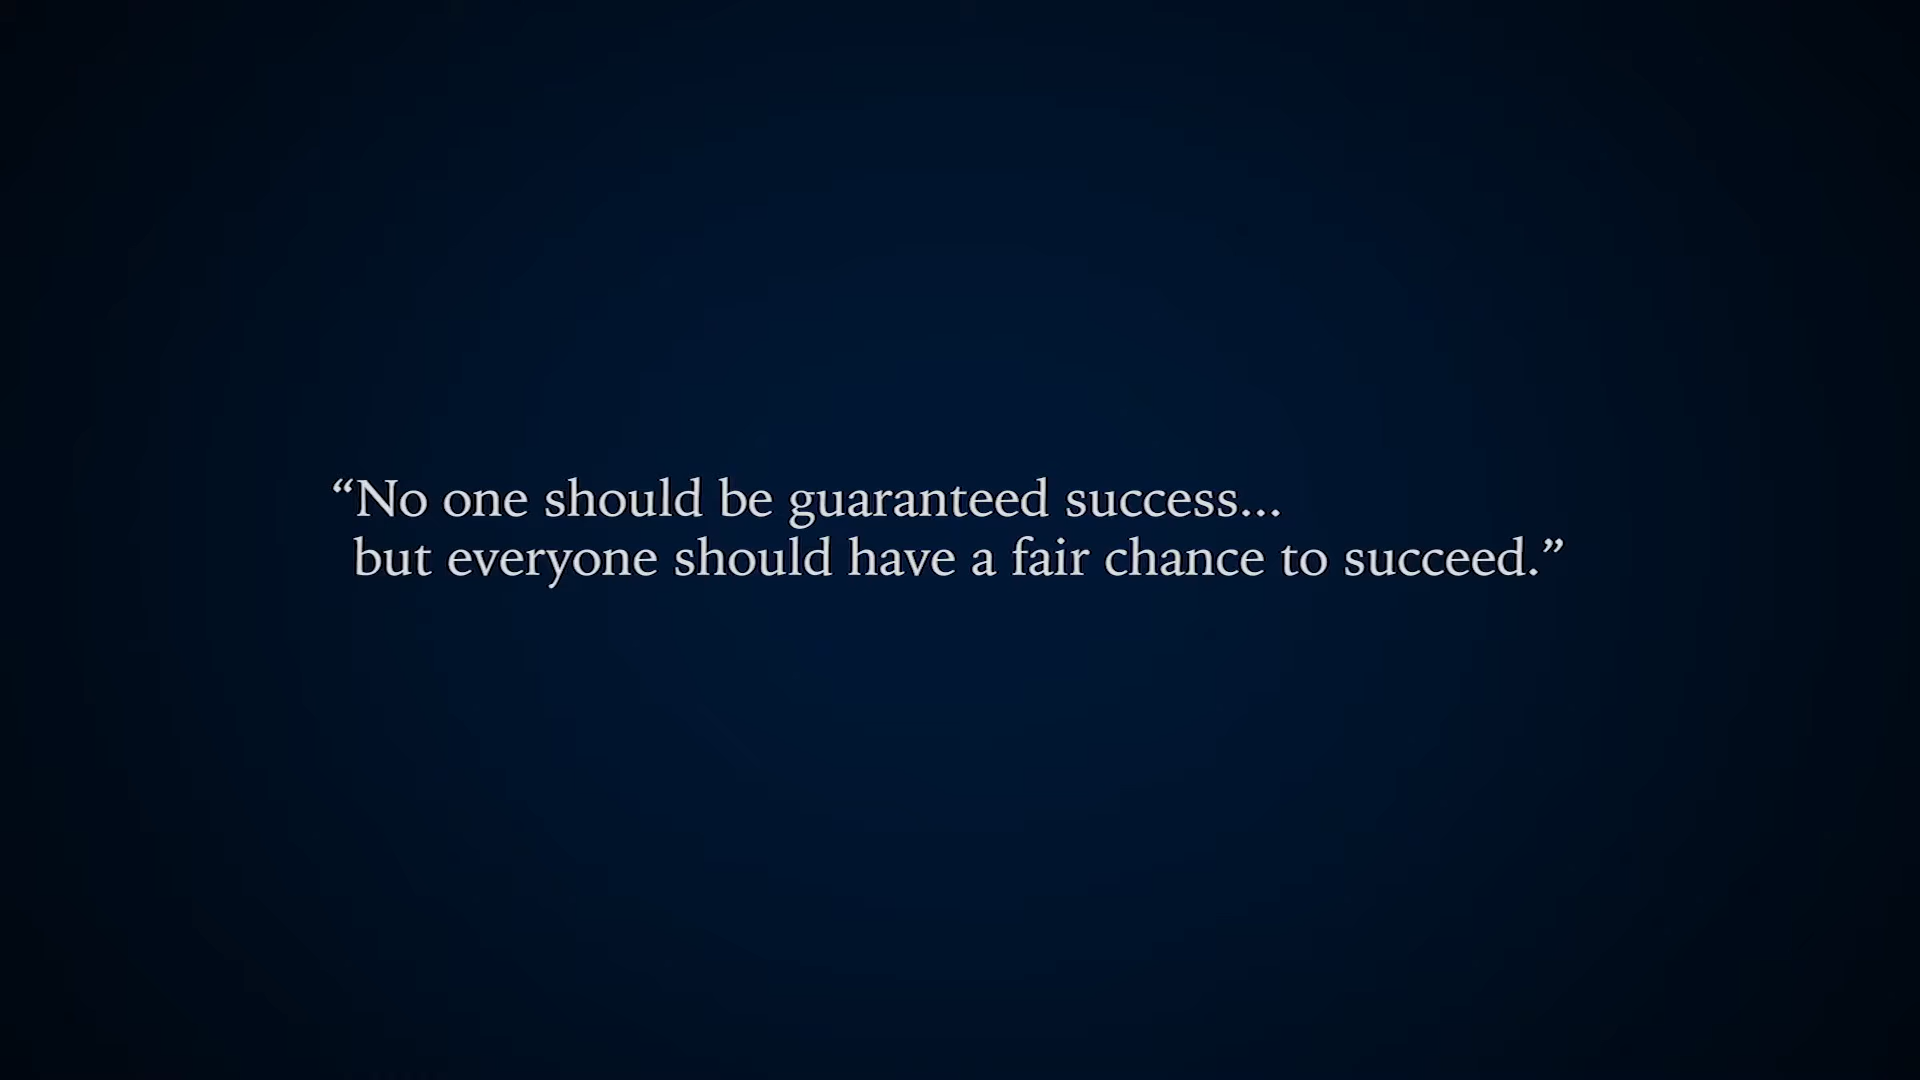 “No one should be guaranteed success...
but everyone should have a fair chance to succeed.”